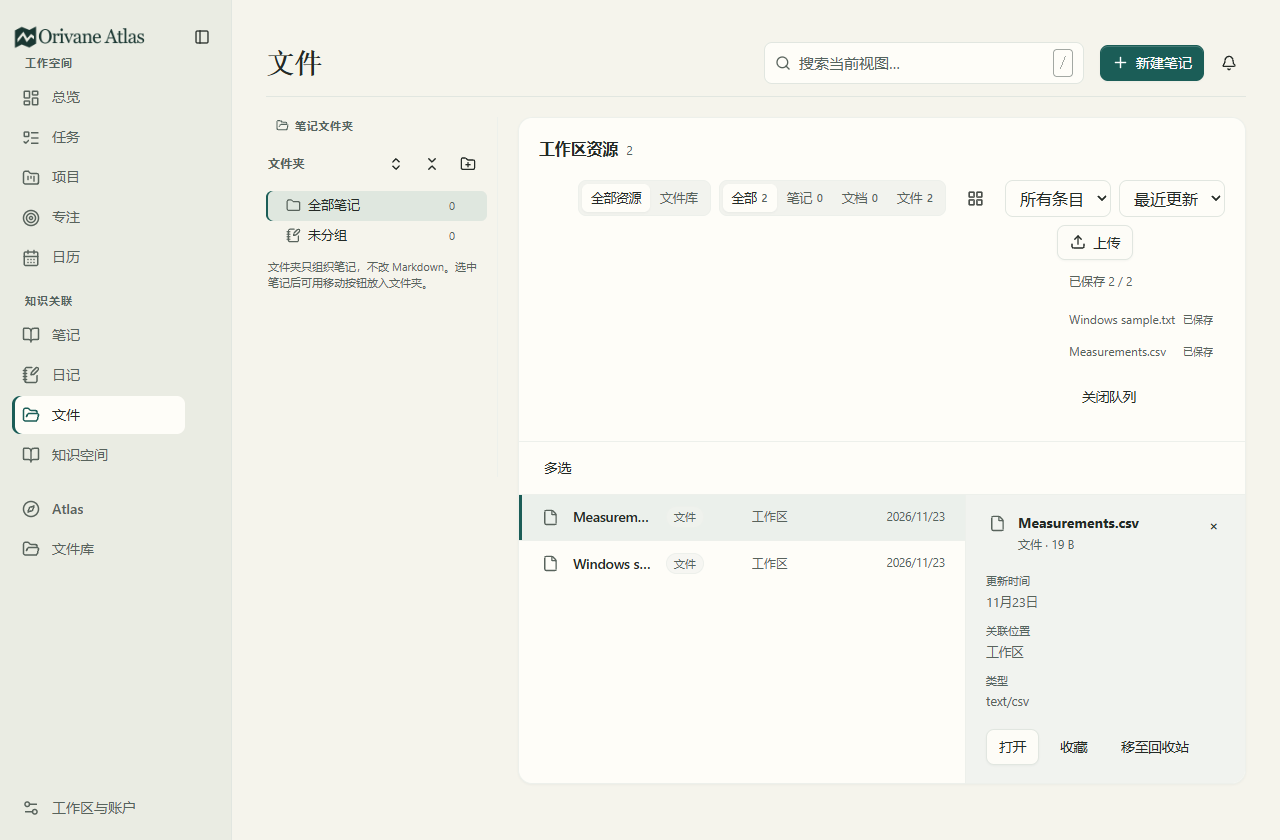 Orivane Atlas
工作空间
总览
任务
项目
专注
日历
知识关联
笔记
日记
文件
知识空间
Atlas
文件库
工作区与账户
文件
搜索当前视图...
/
新建笔记
笔记文件夹
文件夹
全部笔记 0
未分组 0
文件夹只组织笔记，不改 Markdown。选中
笔记后可用移动按钮放入文件夹。
工作区资源 2
全部资源 文件库 全部 2 笔记 0 文档 0 文件 2 所有条目 最近更新
上传
已保存 2 / 2
Windows sample.txt 已保存
Measurements.csv 已保存
关闭队列
多选
Measurem... 文件 工作区 2026/11/23
Windows s... 文件 工作区 2026/11/23
Measurements.csv ×
文件 · 19 B
更新时间
11月23日
关联位置
工作区
类型
text/csv
打开 收藏 移至回收站